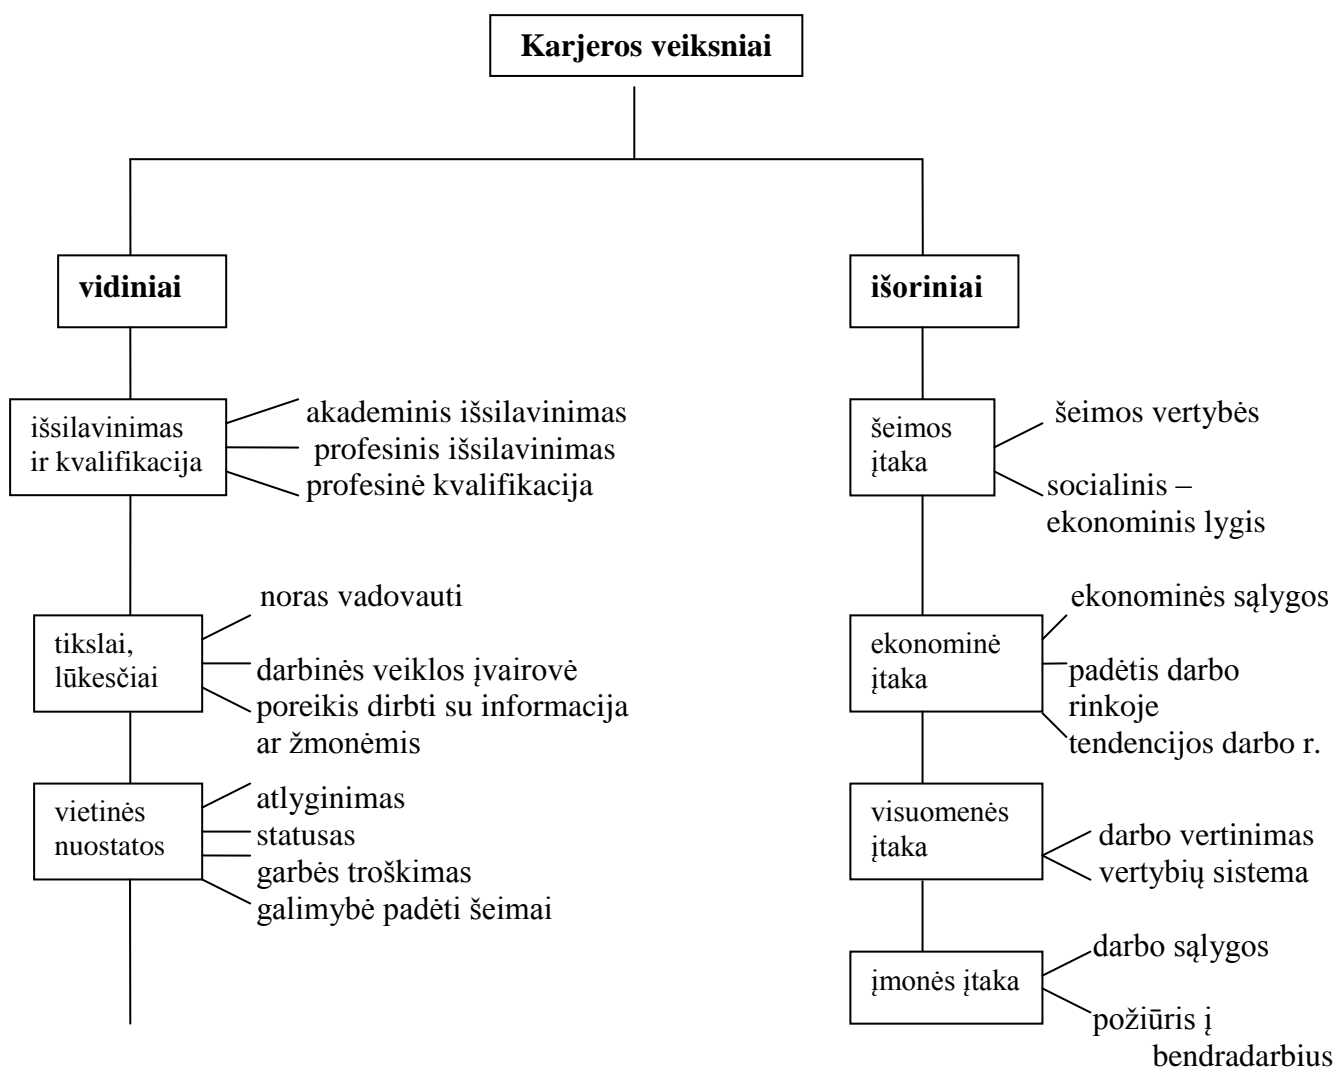 Karjeros veiksniai
vidiniai
išsilavinimas
ir kvalifikacija
akademinis išsilavinimas
profesinis išsilavinimas
profesinė kvalifikacija
tikslai,
lūkesčiai
noras vadovauti
darbinės veiklos įvairovė
poreikis dirbti su informacija
ar žmonėmis
vietinės
nuostatos
atlyginimas
statusas
garbės troškimas
galimybė padėti šeimai
išoriniai
šeimos
įtaka
šeimos vertybės
socialinis –
ekonominis lygis
ekonominė
įtaka
ekonominės sąlygos
padėtis darbo
rinkoje
tendencijos darbo r.
visuomenės
įtaka
darbo vertinimas
vertybių sistema
įmonės įtaka
darbo sąlygos
požiūris į
bendradarbius